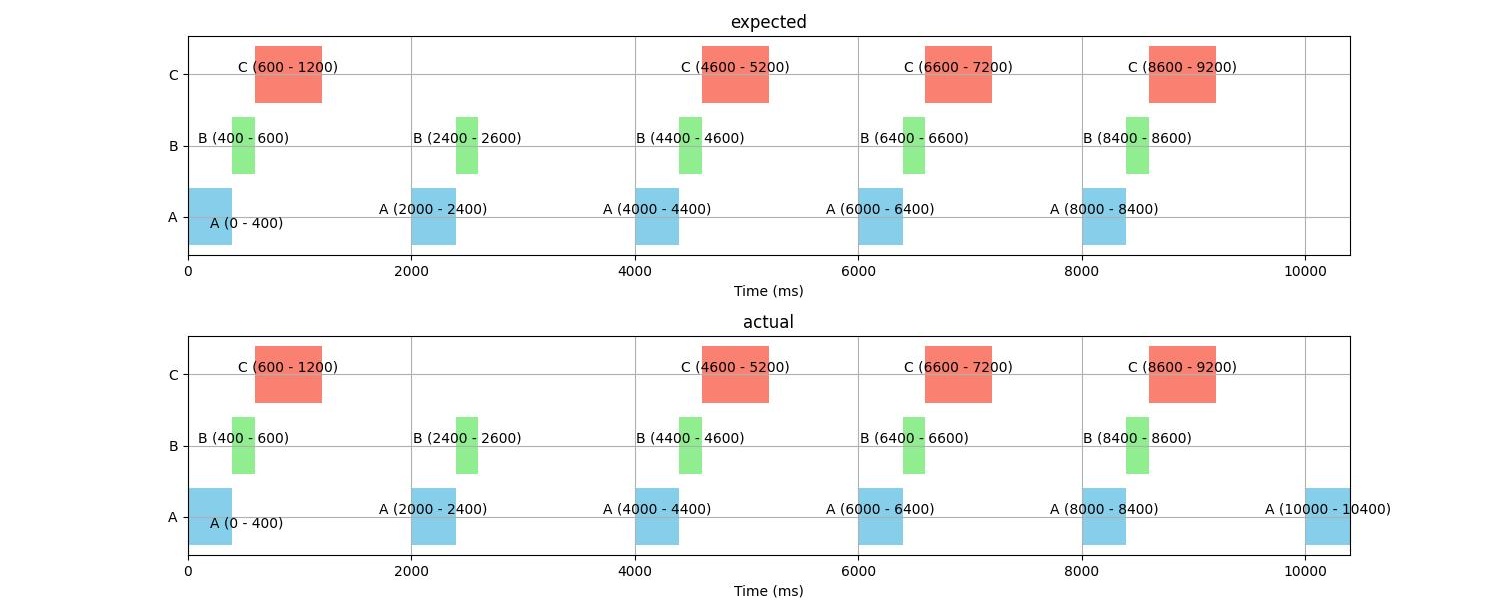 expected
C
C (600 - 1200)
C (4600 - 5200)
C (6600 - 7200)
C (8600 - 9200)
B
B (400 - 600)
B (2400 - 2600)
B (4400 - 4600)
B (6400 - 6600)
B (8400 - 8600)
A
A (0 - 400)
A (2000 - 2400)
A (4000 - 4400)
A (6000 - 6400)
A (8000 - 8400)
0 2000 4000 6000 8000 10000
Time (ms)
actual
C
C (600 - 1200)
C (4600 - 5200)
C (6600 - 7200)
C (8600 - 9200)
B
B (400 - 600)
B (2400 - 2600)
B (4400 - 4600)
B (6400 - 6600)
B (8400 - 8600)
A
A (0 - 400)
A (2000 - 2400)
A (4000 - 4400)
A (6000 - 6400)
A (8000 - 8400)
A (10000 - 10400)
0 2000 4000 6000 8000 10000
Time (ms)